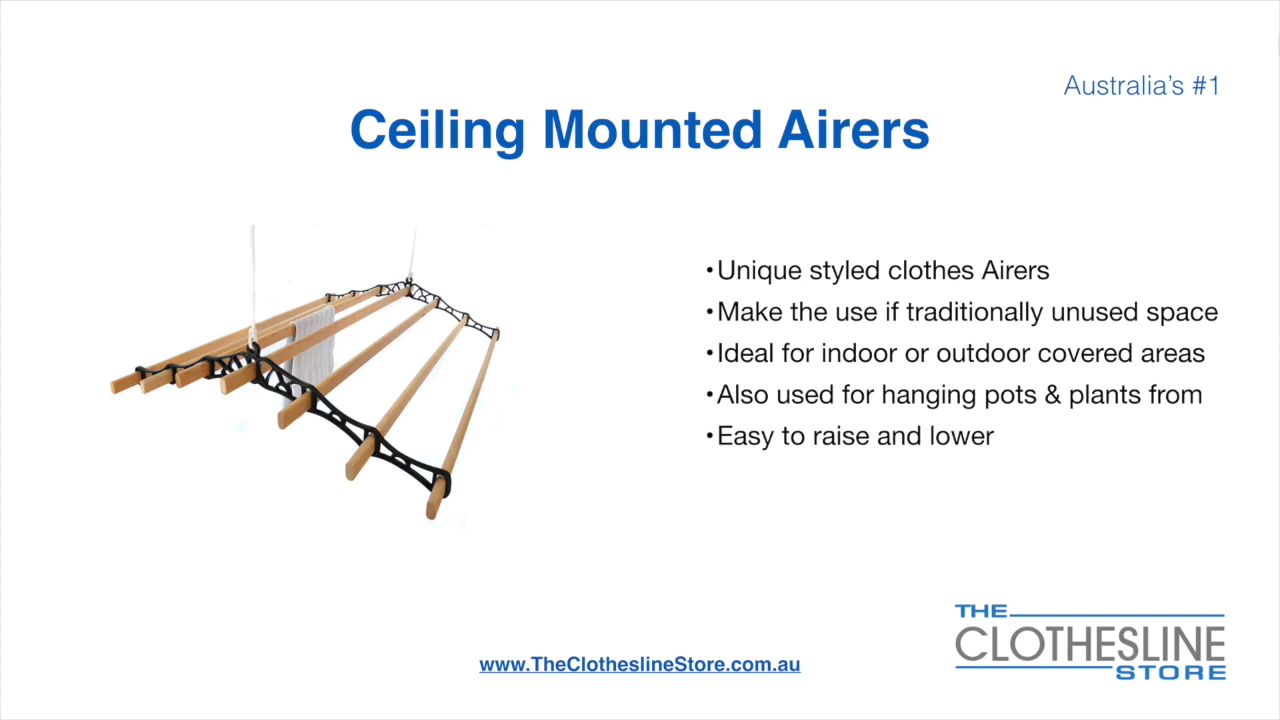 Australia's #1
Ceiling Mounted Airers
•Unique styled clothes Airers
•Make the use if traditionally unused space
•Ideal for indoor or outdoor covered areas
•Also used for hanging pots & plants from
•Easy to raise and lower
THE
CLOTHESLINE
STORE
www.TheClotheslineStore.com.au